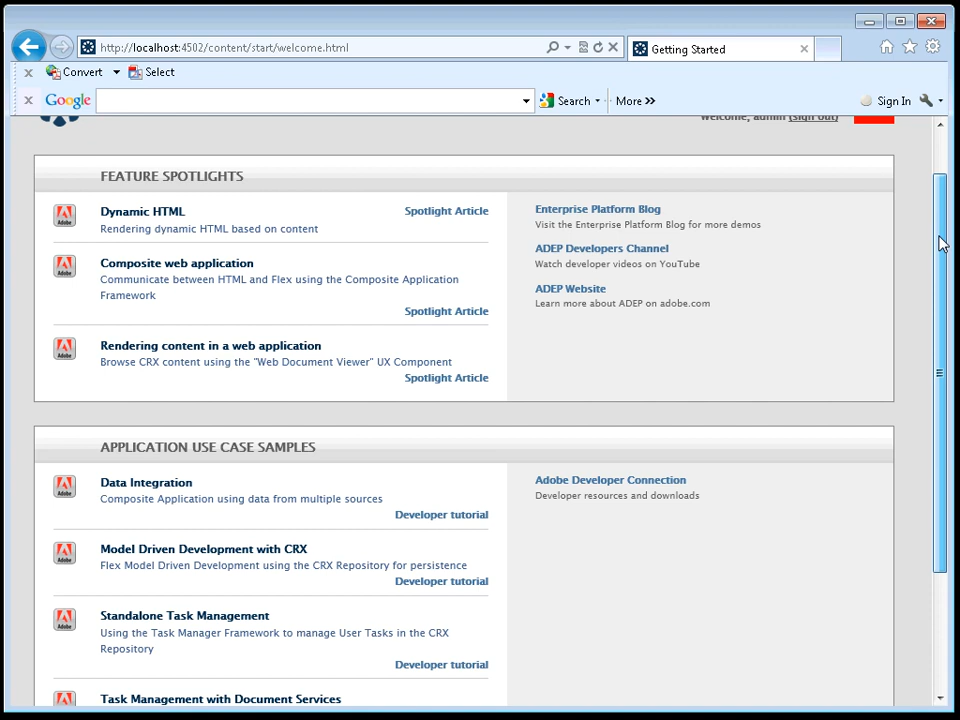 http://localhost:4502/content/start/welcome.html
Getting Started
x Convert Select
x Google Search More »
Sign In
Welcome, admin (sign out)
FEATURE SPOTLIGHTS
Dynamic HTML
Spotlight Article
Rendering dynamic HTML based on content
Composite web application
Communicate between HTML and Flex using the Composite Application
Framework
Spotlight Article
Rendering content in a web application
Browse CRX content using the "Web Document Viewer" UX Component
Spotlight Article
Enterprise Platform Blog
Visit the Enterprise Platform Blog for more demos
ADEP Developers Channel
Watch developer videos on YouTube
ADEP Website
Learn more about ADEP on adobe.com
APPLICATION USE CASE SAMPLES
Data Integration
Composite Application using data from multiple sources
Developer tutorial
Model Driven Development with CRX
Flex Model Driven Development using the CRX Repository for persistence
Developer tutorial
Standalone Task Management
Using the Task Manager Framework to manage User Tasks in the CRX
Repository
Developer tutorial
Task Management with Document Services
Adobe Developer Connection
Developer resources and downloads
Adobe
Adobe
Adobe
Adobe
Adobe
Adobe